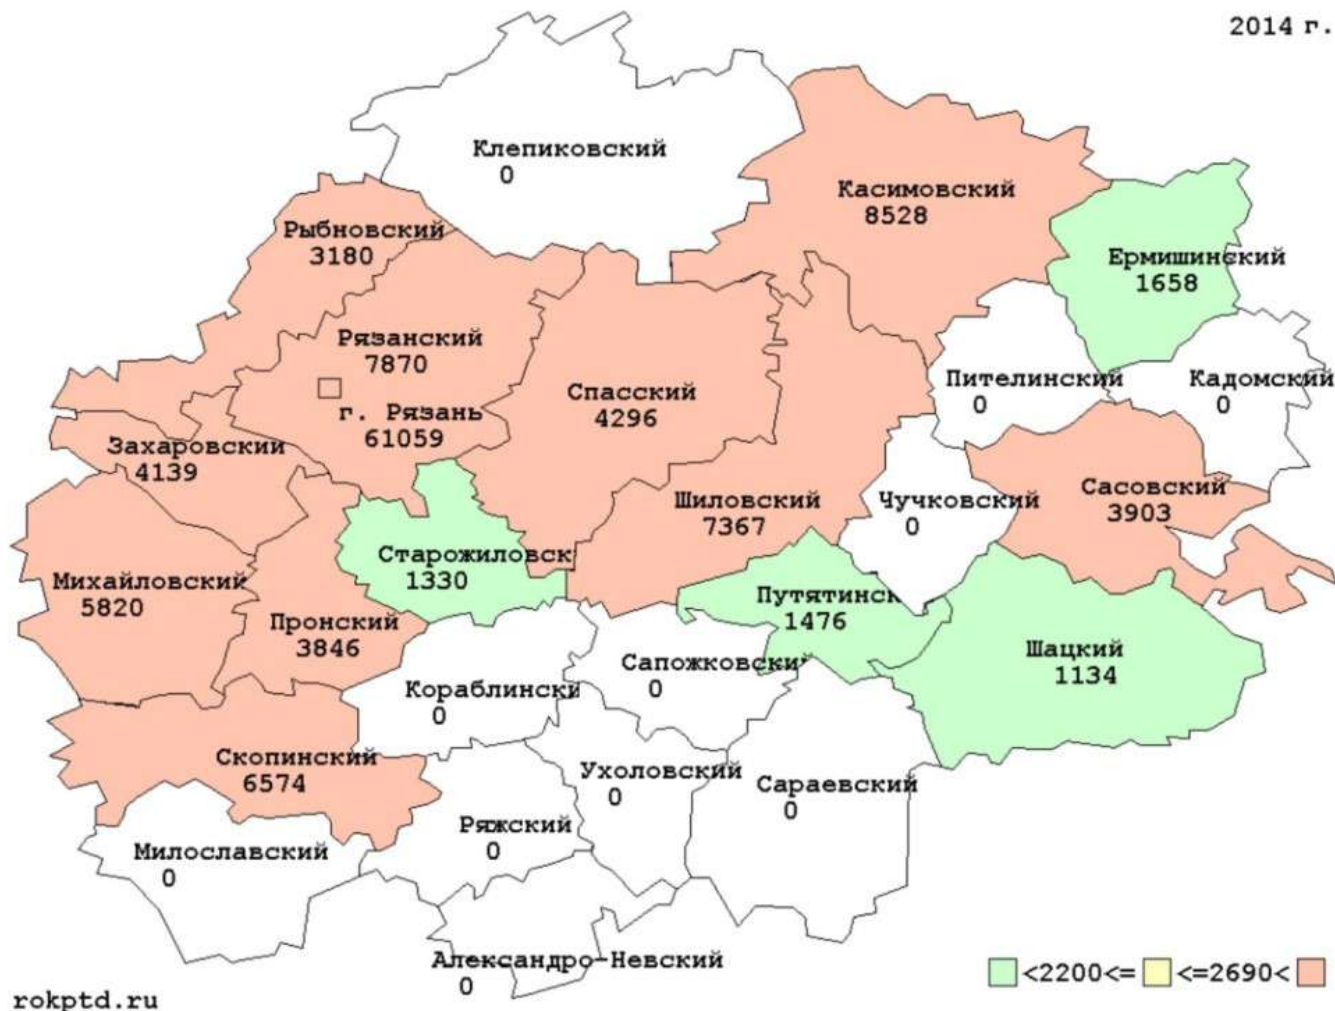 2014 г.
Клепиковский
0
Касимовский
8528
Рыбновский
3180
Ермишинский
1658
Рязанский
7870
Пителинский
0
Кадомский
0
Спасский
4296
г. Рязань
61059
Захаровский
4139
Шиловский
7367
Чучковский
0
Сасовский
3903
Старожиловск
1330
Михайловский
5820
Путятинск
1476
Пронский
3846
Шацкий
1134
Сапожковский
0
Кораблински
0
Скопинский
6574
Ухоловский
0
Сараевский
0
Ряжский
0
Милославский
0
Александро-Невский
0
<2200<= <=2690<
rokptd.ru